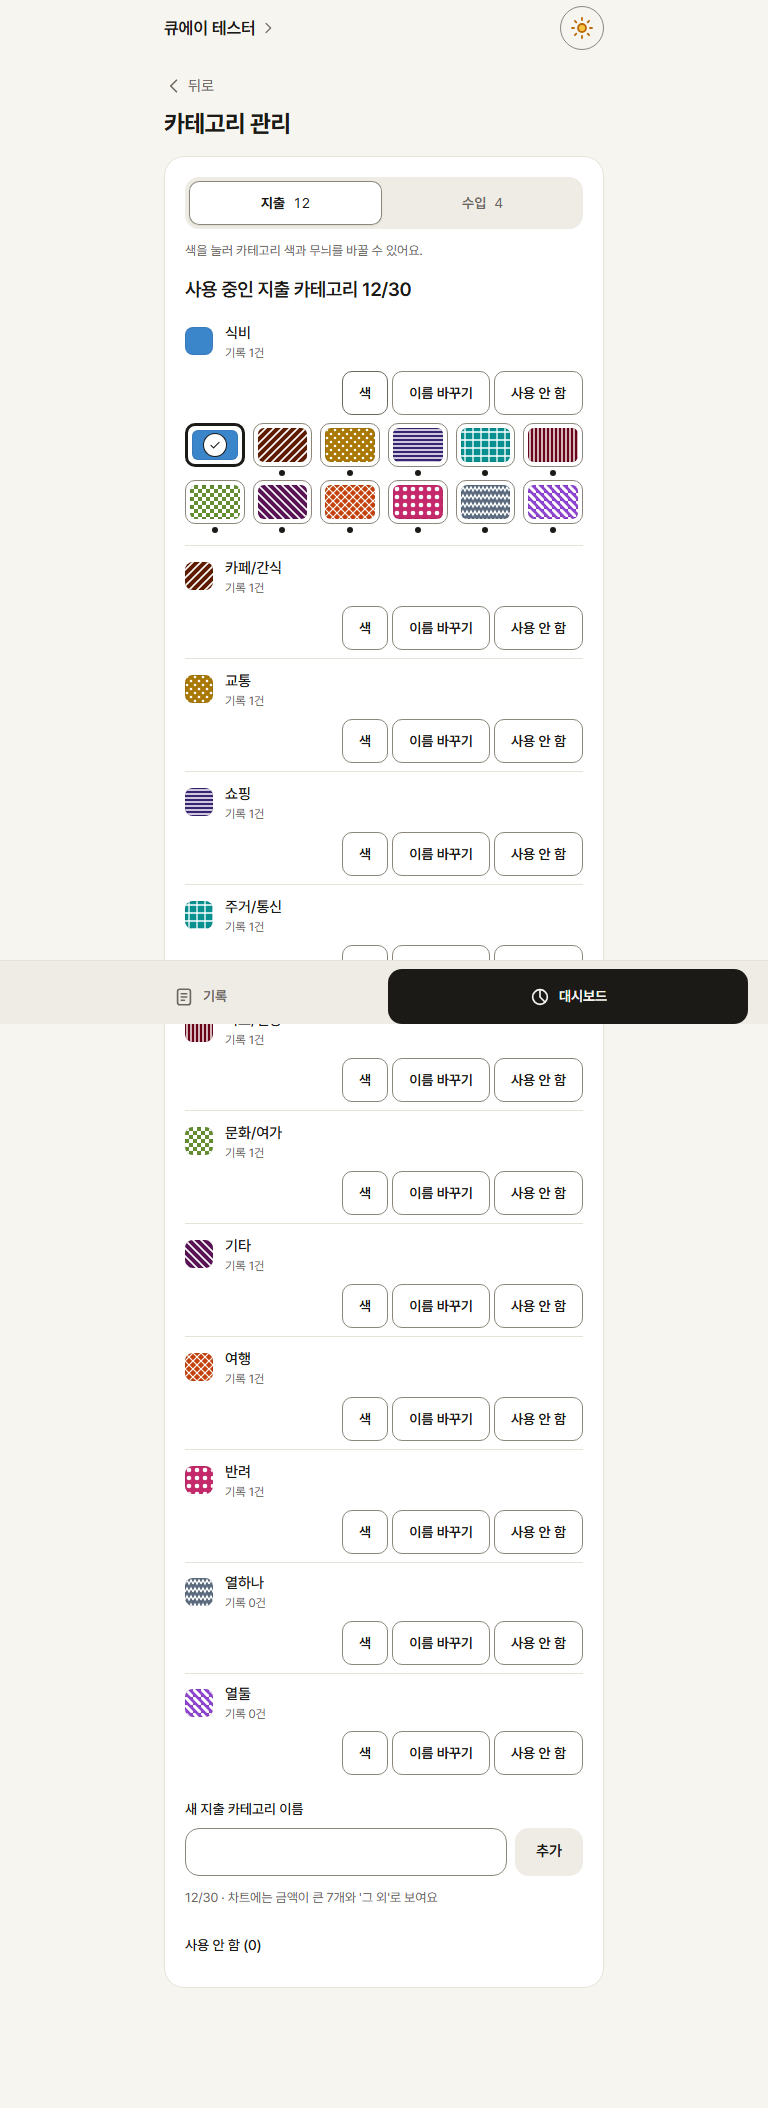 큐에이 테스터
뒤로
카테고리 관리
지출 12
수입 4
색을 눌러 카테고리 색과 무늬를 바꿀 수 있어요.
사용 중인 지출 카테고리 12/30
식비
기록 1건
색 이름 바꾸기 사용 안 함
카페/간식
기록 1건
색 이름 바꾸기 사용 안 함
교통
기록 1건
색 이름 바꾸기 사용 안 함
쇼핑
기록 1건
색 이름 바꾸기 사용 안 함
주거/통신
기록 1건
기록
대시보드
기록 1건
색 이름 바꾸기 사용 안 함
문화/여가
기록 1건
색 이름 바꾸기 사용 안 함
기타
기록 1건
색 이름 바꾸기 사용 안 함
여행
기록 1건
색 이름 바꾸기 사용 안 함
반려
기록 1건
색 이름 바꾸기 사용 안 함
열하나
기록 0건
색 이름 바꾸기 사용 안 함
열둘
기록 0건
색 이름 바꾸기 사용 안 함
새 지출 카테고리 이름
추가
12/30 · 차트에는 금액이 큰 7개와 '그 외'로 보여요
사용 안 함 (0)